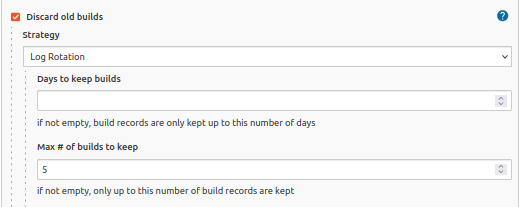 Discard old builds
?
Strategy
Log Rotation
Days to keep builds
if not empty, build records are only kept up to this number of days
Max # of builds to keep
5
if not empty, only up to this number of build records are kept